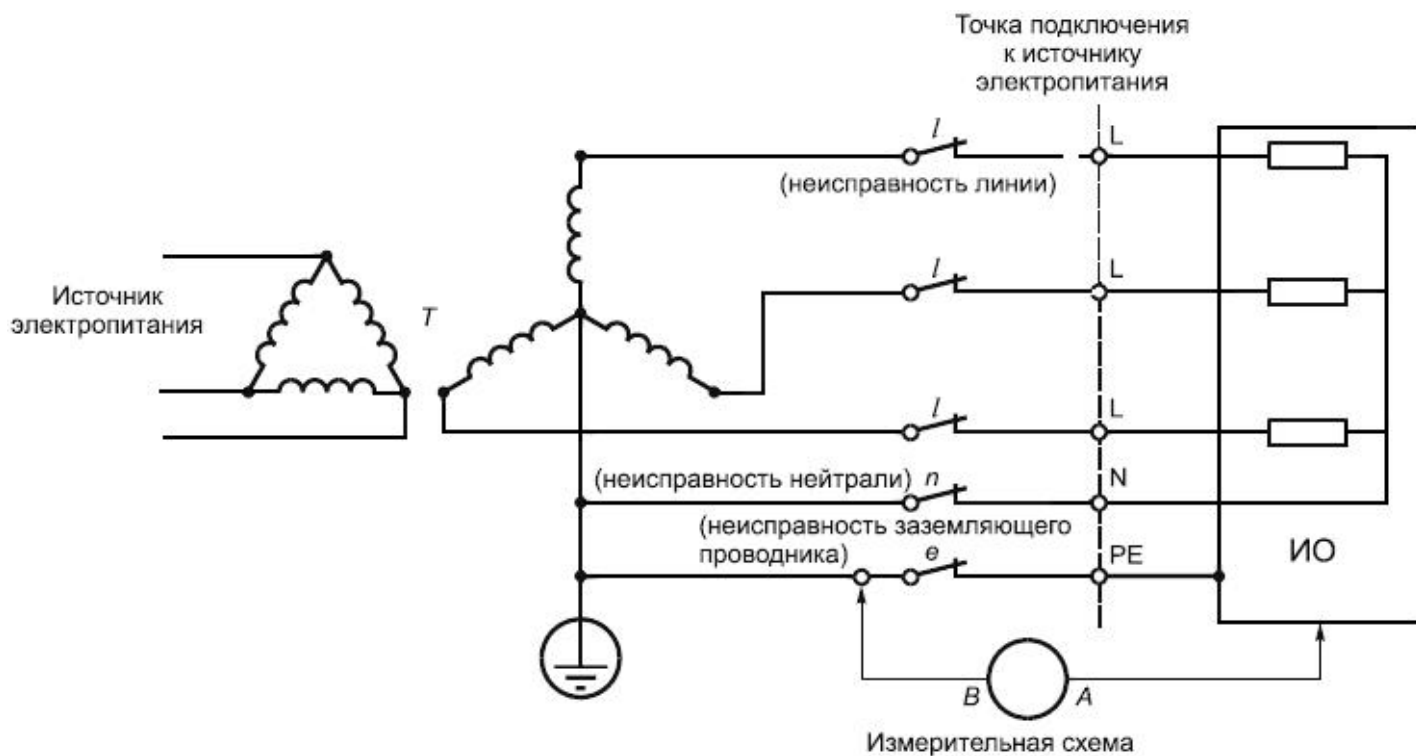 Точка подключения
к источнику
электропитания
l
L
(неисправность линии)
l
L
Источник
электропитания
T
l
L
(неисправность нейтрали) n
N
(неисправность заземляющего
проводника) e
PE
ИО
B
A
Измерительная схема